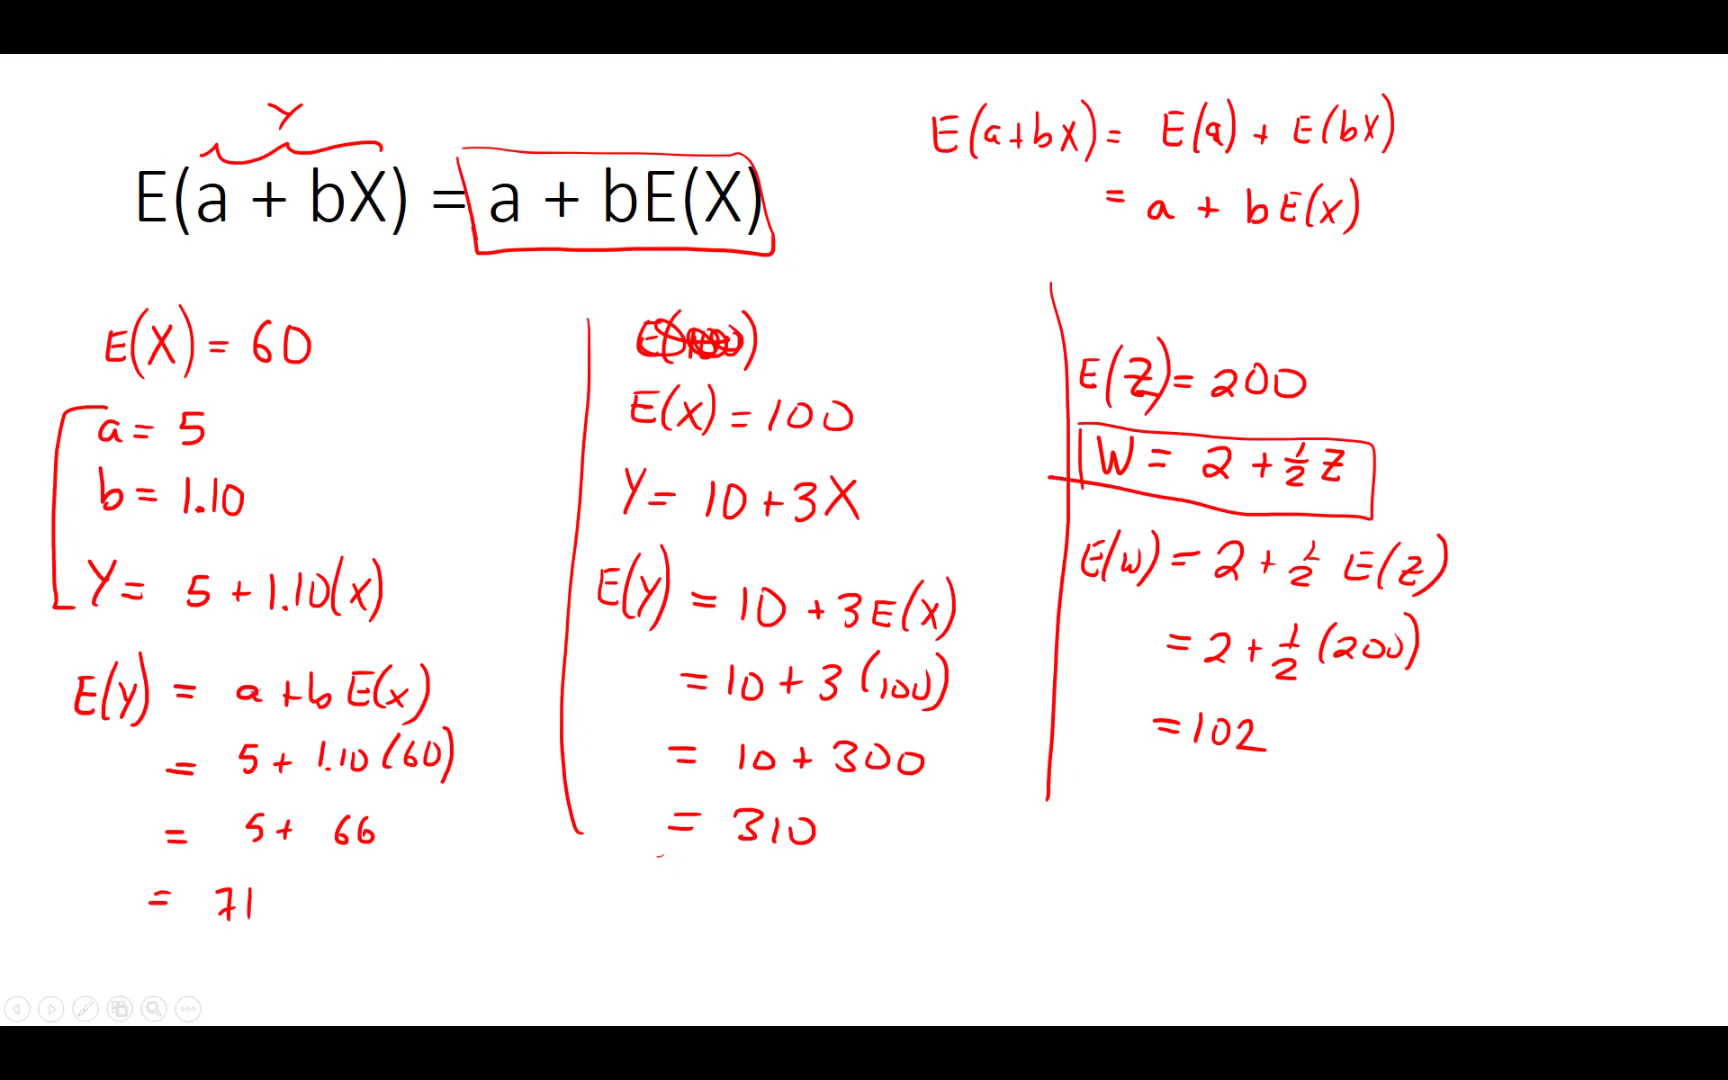 Y
E(a + bX) = a + bE(X)
E(a+bX) = E(a) + E(bX)
= a + bE(x)
E(X) = 60
a = 5
b = 1.10
Y = 5 + 1.10(x)
E(y) = a + b E(x)
= 5 + 1.10 (60)
= 5 + 66
= 71
E(x) = 100
Y = 10 + 3X
E(y) = 10 + 3 E(x)
= 10 + 3 (100)
= 10 + 300
= 310
E(Z) = 200
W = 2 + 1/2 Z
E(W) = 2 + 1/2 E(Z)
= 2 + 1/2 (200)
= 102